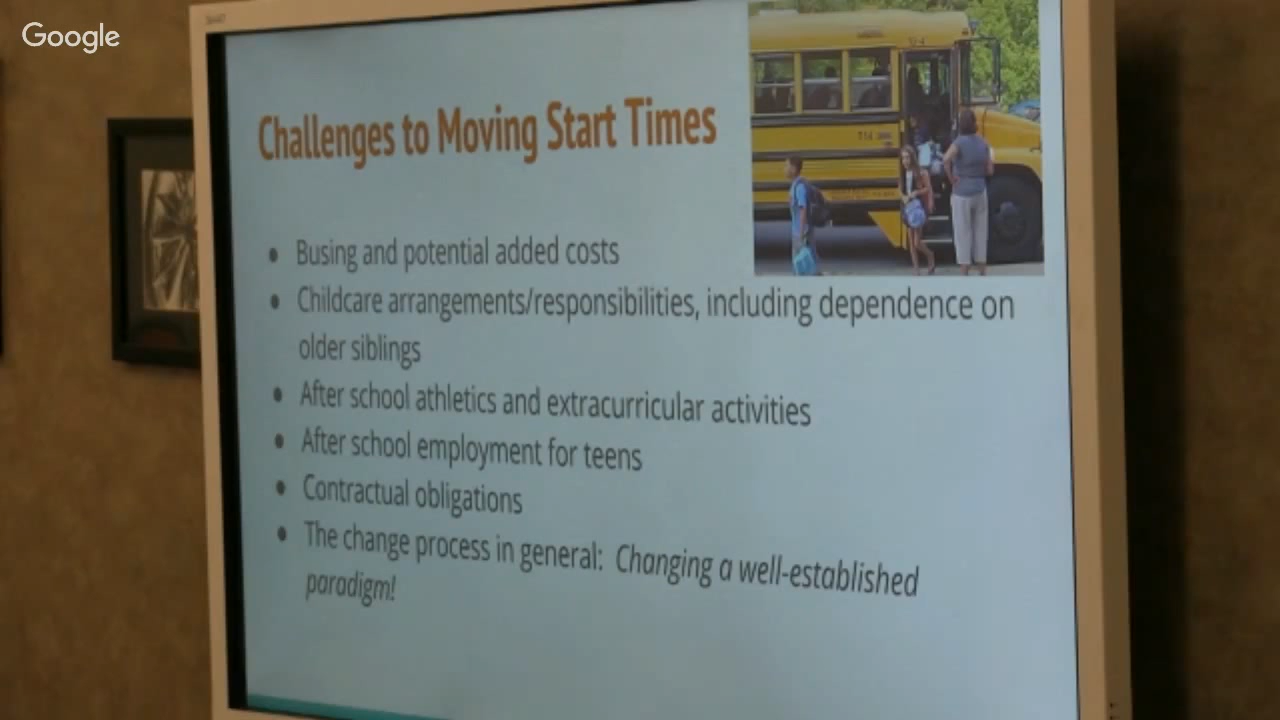 Google
Challenges to Moving Start Times
• Busing and potential added costs
• Childcare arrangements/responsibilities, including dependence on
older siblings
• After school athletics and extracurricular activities
• After school employment for teens
• Contractual obligations
• The change process in general: Changing a well-established
paradigm!